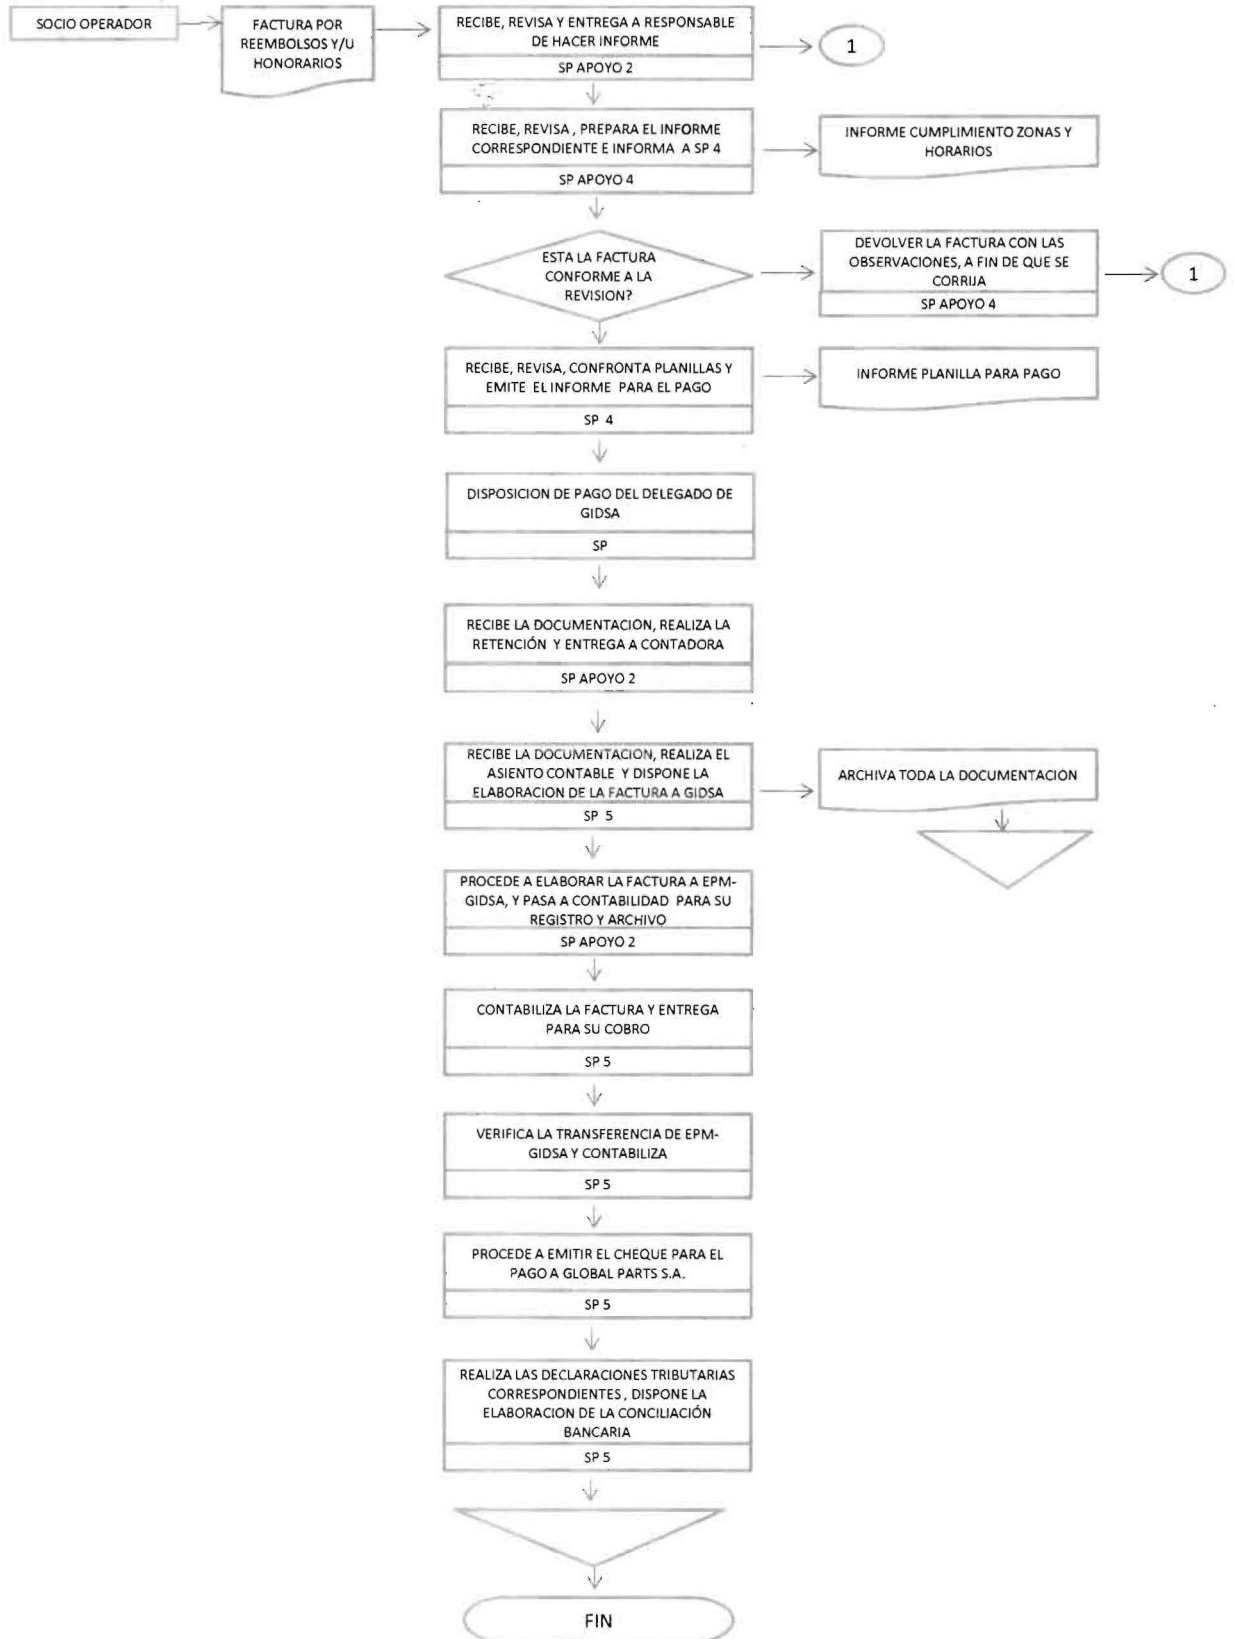 SOCIO OPERADOR
FACTURA POR
REEMBOLSOS Y/U
HONORARIOS
RECIBE, REVISA Y ENTREGA A RESPONSABLE
DE HACER INFORME
SP APOYO 2
1
RECIBE, REVISA , PREPARA EL INFORME
CORRESPONDIENTE E INFORMA A SP 4
SP APOYO 4
INFORME CUMPLIMIENTO ZONAS Y
HORARIOS
ESTA LA FACTURA
CONFORME A LA
REVISION?
DEVOLVER LA FACTURA CON LAS
OBSERVACIONES, A FIN DE QUE SE
CORRIJA
SP APOYO 4
1
RECIBE, REVISA, CONFRONTA PLANILLAS Y
EMITE EL INFORME PARA EL PAGO
SP 4
INFORME PLANILLA PARA PAGO
DISPOSICION DE PAGO DEL DELEGADO DE
GIDSA
SP
RECIBE LA DOCUMENTACION, REALIZA LA
RETENCIÓN Y ENTREGA A CONTADORA
SP APOYO 2
RECIBE LA DOCUMENTACION, REALIZA EL
ASIENTO CONTABLE Y DISPONE LA
ELABORACION DE LA FACTURA A GIDSA
SP 5
ARCHIVA TODA LA DOCUMENTACION
PROCEDE A ELABORAR LA FACTURA A EPM-
GIDSA, Y PASA A CONTABILIDAD PARA SU
REGISTRO Y ARCHIVO
SP APOYO 2
CONTABILIZA LA FACTURA Y ENTREGA
PARA SU COBRO
SP 5
VERIFICA LA TRANSFERENCIA DE EPM-
GIDSA Y CONTABILIZA
SP 5
PROCEDE A EMITIR EL CHEQUE PARA EL
PAGO A GLOBAL PARTS S.A.
SP 5
REALIZA LAS DECLARACIONES TRIBUTARIAS
CORRESPONDIENTES , DISPONE LA
ELABORACION DE LA CONCILIACIÓN
BANCARIA
SP 5
FIN